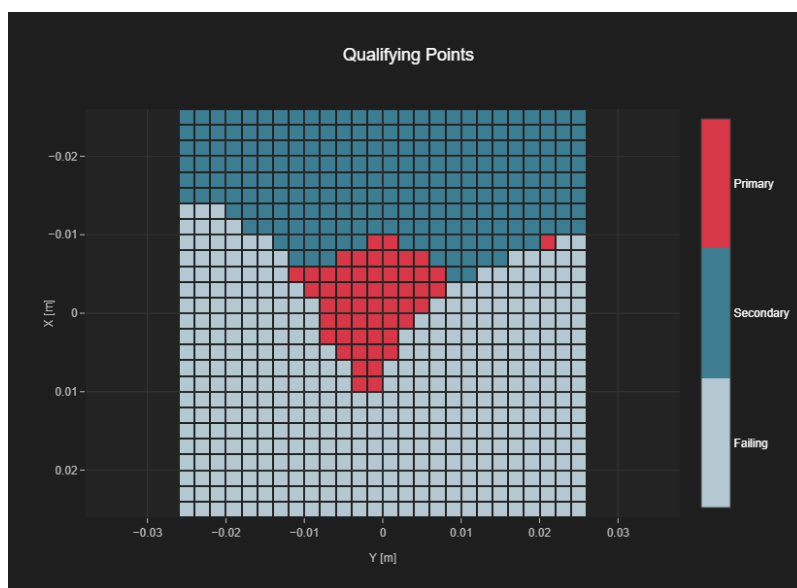 Qualifying Points
−0.02
−0.01
0
0.01
0.02
X [m]
−0.03
−0.02
−0.01
0
0.01
0.02
0.03
Y [m]
Primary
Secondary
Failing